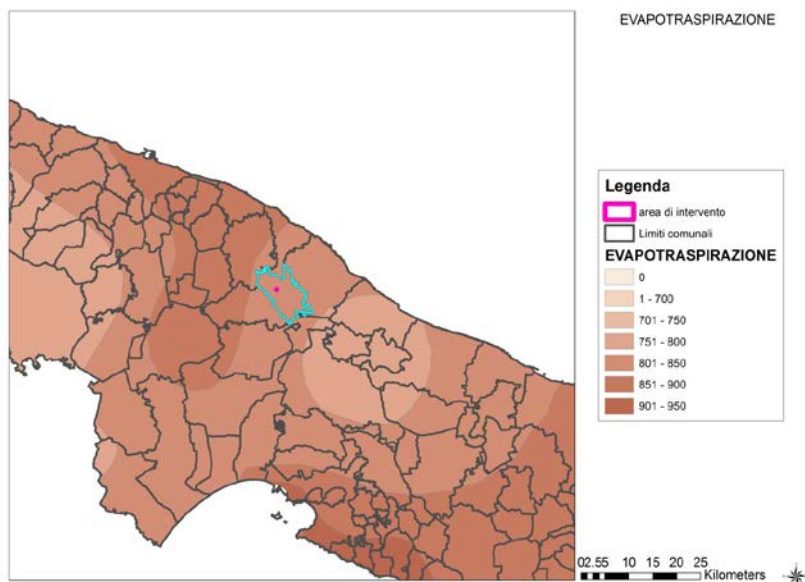 EVAPOTRASPIRAZIONE
Legenda
area di intervento
Limiti comunali
EVAPOTRASPIRAZIONE
0
1 - 700
701 - 750
751 - 800
801 - 850
851 - 900
901 - 950
02.55 10 15 20 25
Kilometers